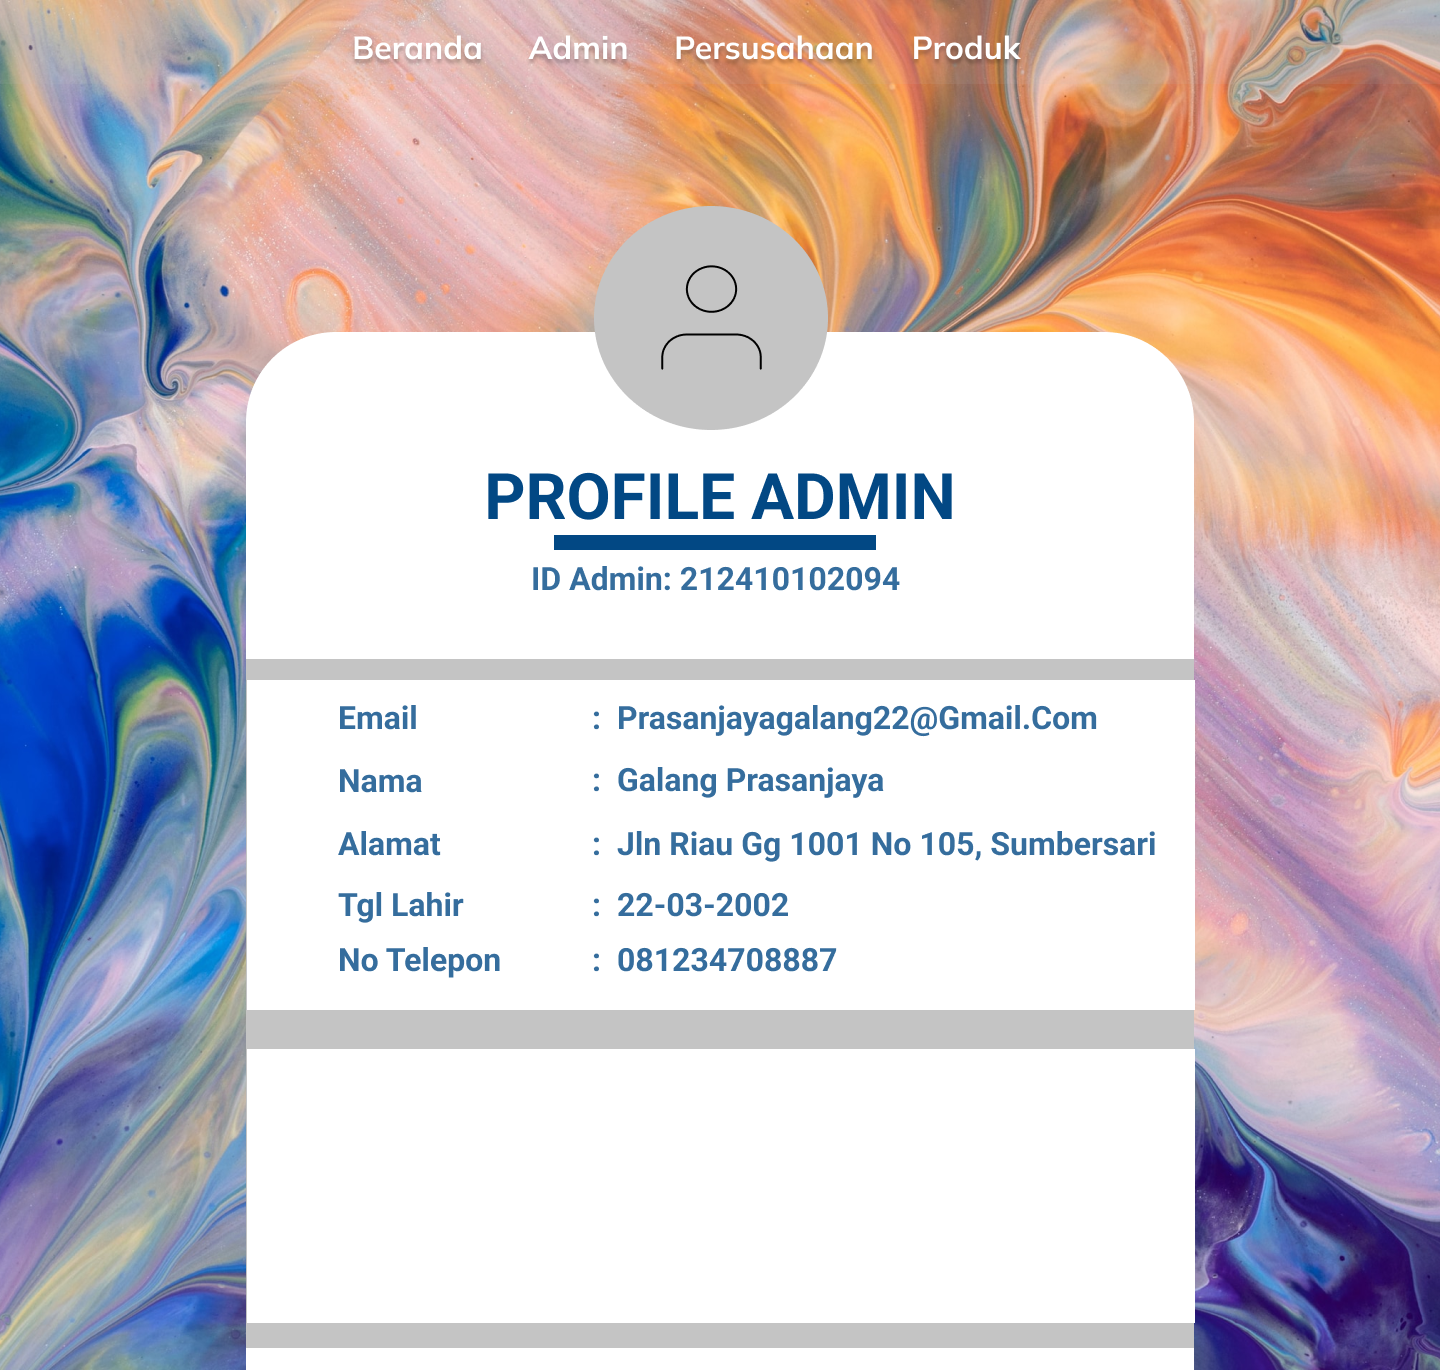 Beranda Admin Persusahaan Produk
PROFILE ADMIN
ID Admin: 212410102094
Email : Prasanjayagalang22@Gmail.Com
Nama : Galang Prasanjaya
Alamat : Jln Riau Gg 1001 No 105, Sumbersari
Tgl Lahir : 22-03-2002
No Telepon : 081234708887